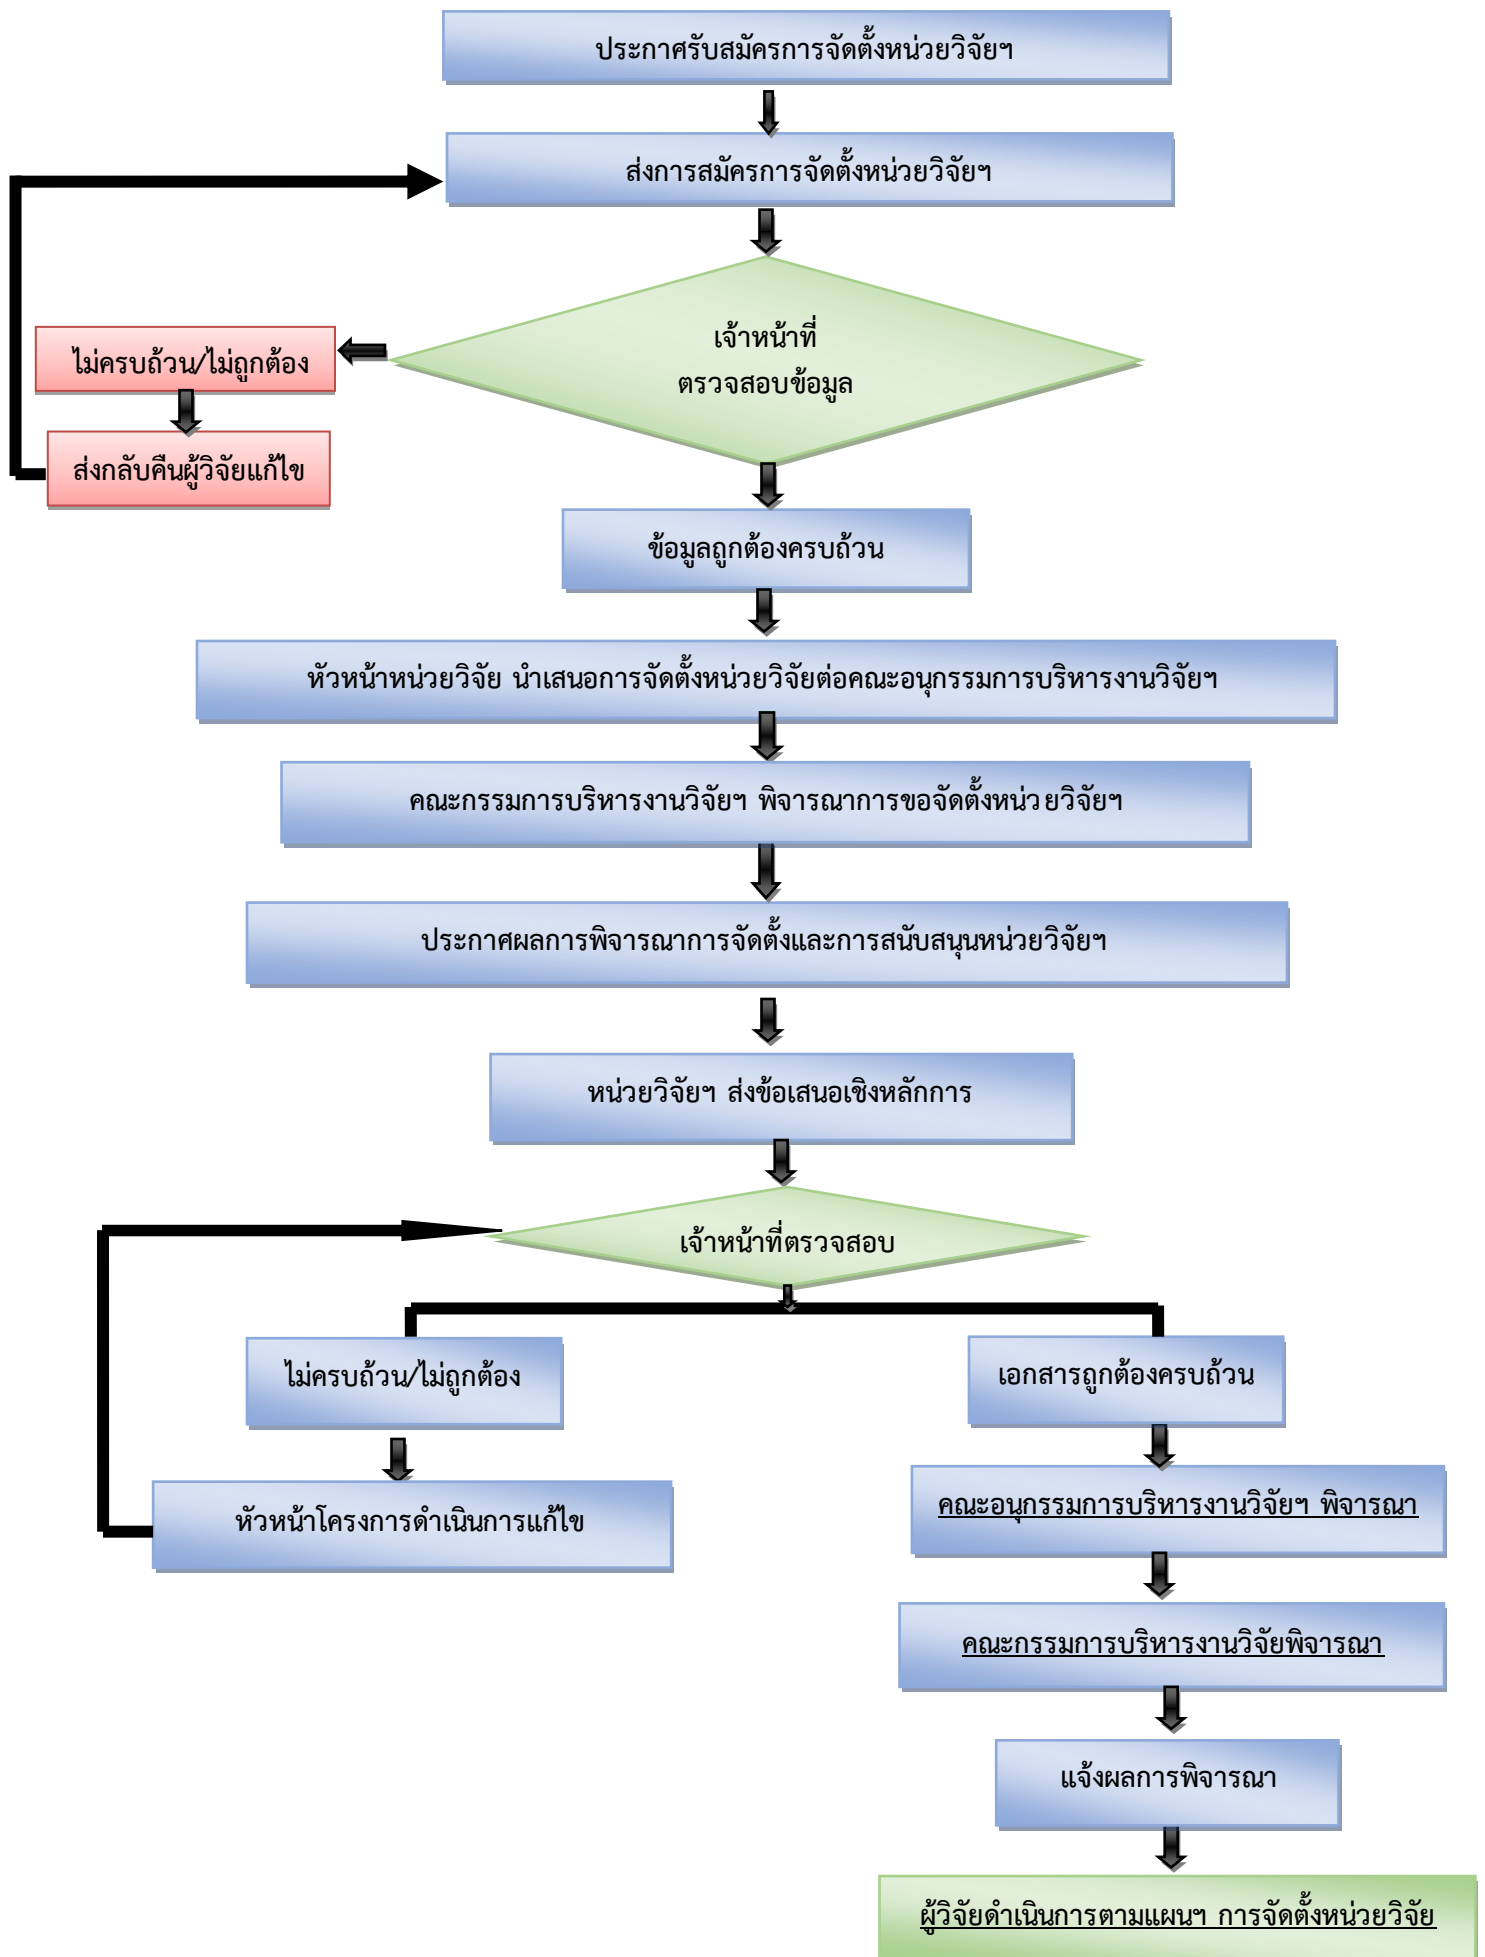 ประกาศรับสมัครการจัดตั้งหน่วยวิจัยฯ
ส่งการสมัครการจัดตั้งหน่วยวิจัยฯ
เจ้าหน้าที่
ตรวจสอบข้อมูล
ไม่ครบถ้วน/ไม่ถูกต้อง
ส่งกลับคืนผู้วิจัยแก้ไข
ข้อมูลถูกต้องครบถ้วน
หัวหน้าหน่วยวิจัย นำเสนอการจัดตั้งหน่วยวิจัยต่อคณะอนุกรรมการบริหารงานวิจัยฯ
คณะกรรมการบริหารงานวิจัยฯ พิจารณาการขอจัดตั้งหน่วยวิจัยฯ
ประกาศผลการพิจารณาการจัดตั้งและการสนับสนุนหน่วยวิจัยฯ
หน่วยวิจัยฯ ส่งข้อเสนอเชิงหลักการ
เจ้าหน้าที่ตรวจสอบ
ไม่ครบถ้วน/ไม่ถูกต้อง
หัวหน้าโครงการดำเนินการแก้ไข
เอกสารถูกต้องครบถ้วน
คณะอนุกรรมการบริหารงานวิจัยฯ พิจารณา
คณะกรรมการบริหารงานวิจัยพิจารณา
แจ้งผลการพิจารณา
ผู้วิจัยดำเนินการตามแผนฯ การจัดตั้งหน่วยวิจัย